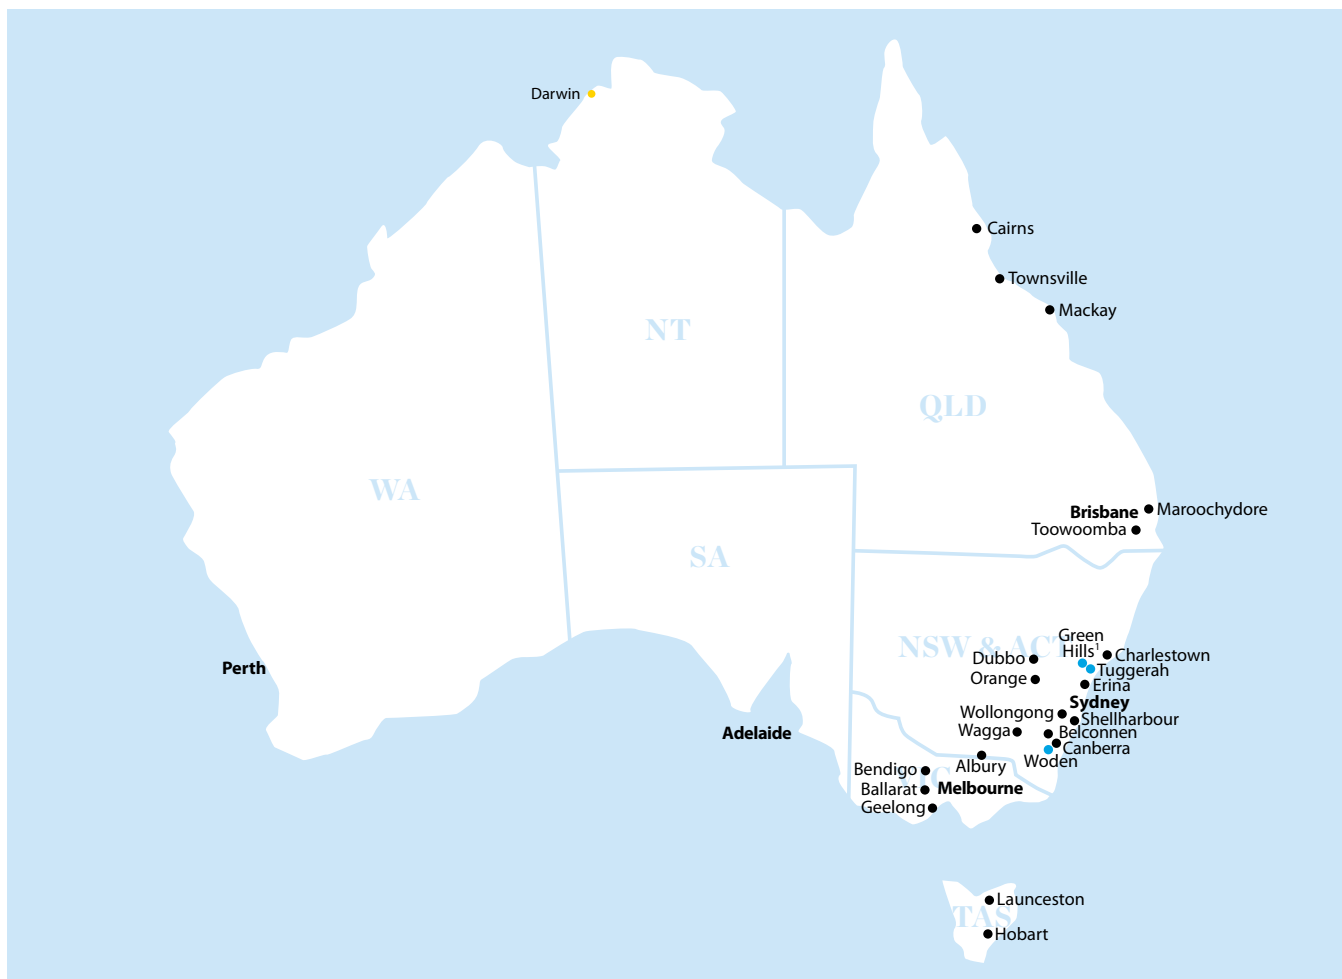 Darwin
Cairns
Townsville
Mackay
NT
QLD
WA
Brisbane
Maroochydore
Toowoomba
SA
NSW & ACT
Green
Hills¹
Charlestown
Dubbo
Tuggerah
Orange
Erina
Perth
Sydney
Wollongong
Shellharbour
Wagga
Belconnen
Adelaide
Canberra
Woden
Albury
Bendigo
VIC
Ballarat
Melbourne
Geelong
Launceston
TAS
Hobart